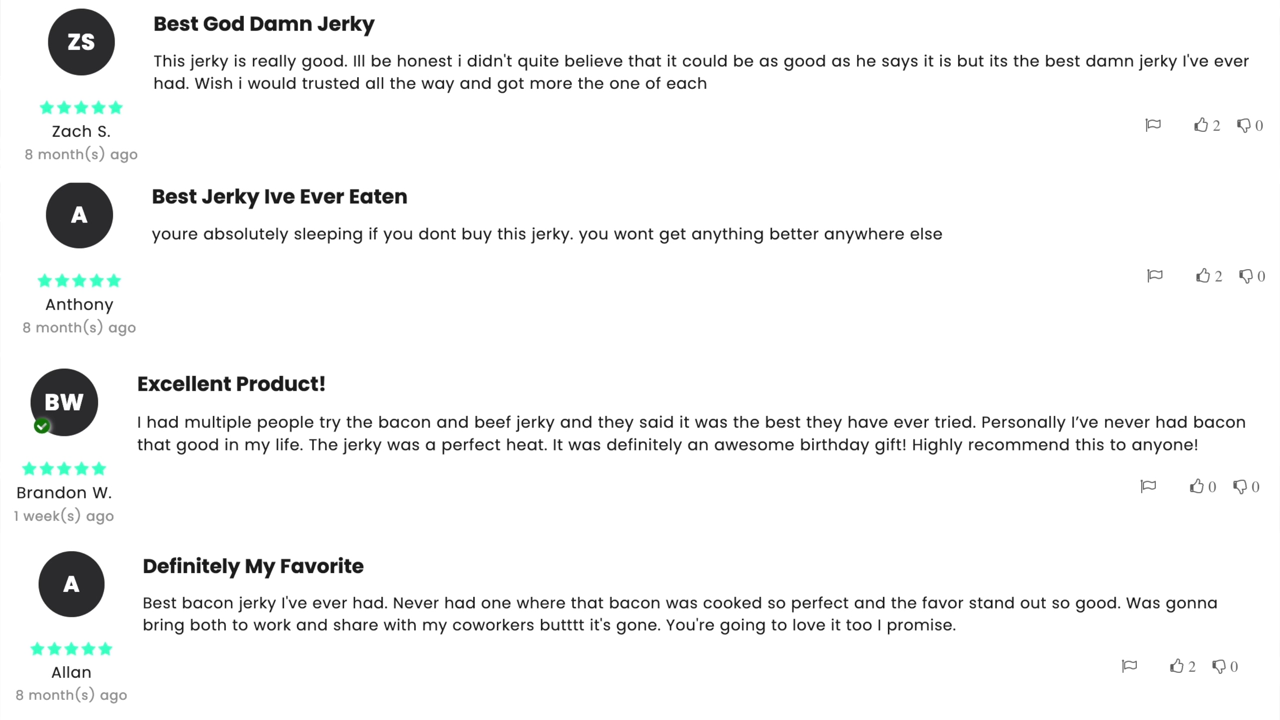 ZS
Best God Damn Jerky
This jerky is really good. Ill be honest i didn't quite believe that it could be as good as he says it is but its the best damn jerky I've ever
had. Wish i would trusted all the way and got more the one of each
Zach S.
8 month(s) ago
2 0
A
Best Jerky Ive Ever Eaten
youre absolutely sleeping if you dont buy this jerky. you wont get anything better anywhere else
2 0
Anthony
8 month(s) ago
BW
Excellent Product!
I had multiple people try the bacon and beef jerky and they said it was the best they have ever tried. Personally I've never had bacon
that good in my life. The jerky was a perfect heat. It was definitely an awesome birthday gift! Highly recommend this to anyone!
0 0
Brandon W.
1 week(s) ago
A
Definitely My Favorite
Best bacon jerky I've ever had. Never had one where that bacon was cooked so perfect and the favor stand out so good. Was gonna
bring both to work and share with my coworkers butttt it's gone. You're going to love it too I promise.
2 0
Allan
8 month(s) ago